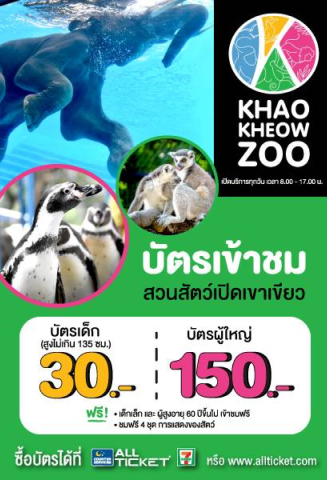 KHAO
KHEOW
ZOO
เปิดบริการทุกวัน เวลา 8.00 - 17.00 น.
บัตรเข้าชม
สวนสัตว์เปิดเขาเขียว
บัตรเด็ก
(สูงไม่เกิน 135 ซม.)
30.-
บัตรผู้ใหญ่
150.-
ฟรี! • เด็กเล็ก และ ผู้สูงอายุ 60 ปีขึ้นไป เข้าชมฟรี
• ชมฟรี 4 ชุด การแสดงของสัตว์
ซื้อบัตรได้ที่ COUNTER SERVICE ALL TICKET 7 ELEVEN หรือ www.allticket.com